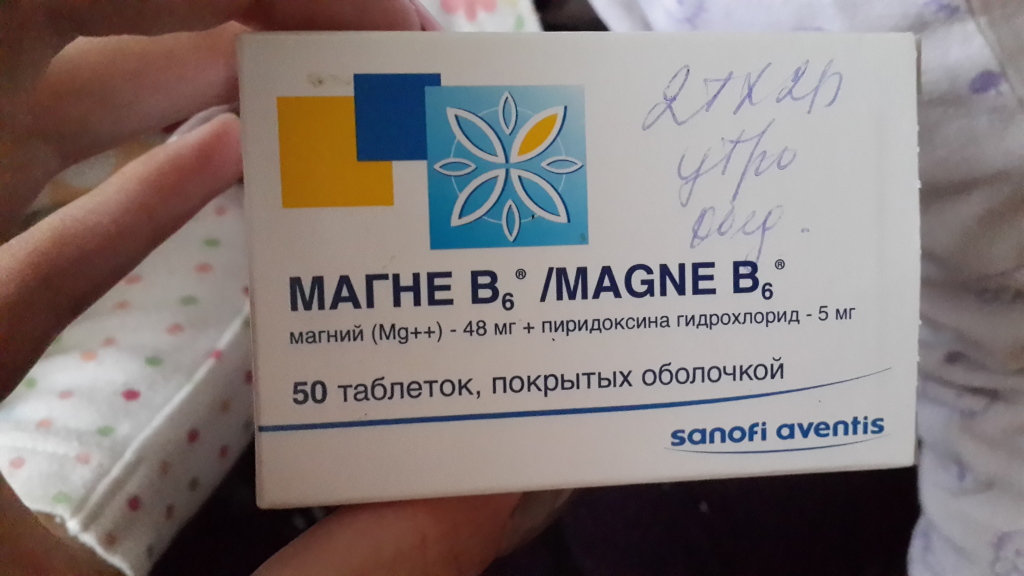 2т х 2р
утро
обед.
МАГНЕ B6® /MAGNE B6®
магний (Mg++) - 48 мг + пиридоксина гидрохлорид - 5 мг
50 таблеток, покрытых оболочкой
sanofi aventis